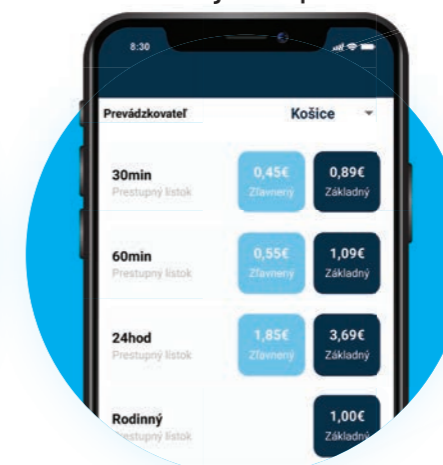 8:30
Prevádzkovateľ Košice
30min 0,45€ 0,89€
Prestupný lístok Zľavnený Základný
60min 0,55€ 1,09€
Prestupný lístok Zľavnený Základný
24hod 1,85€ 3,69€
Prestupný lístok Zľavnený Základný
Rodinný 1,00€
Prestupný lístok Základný